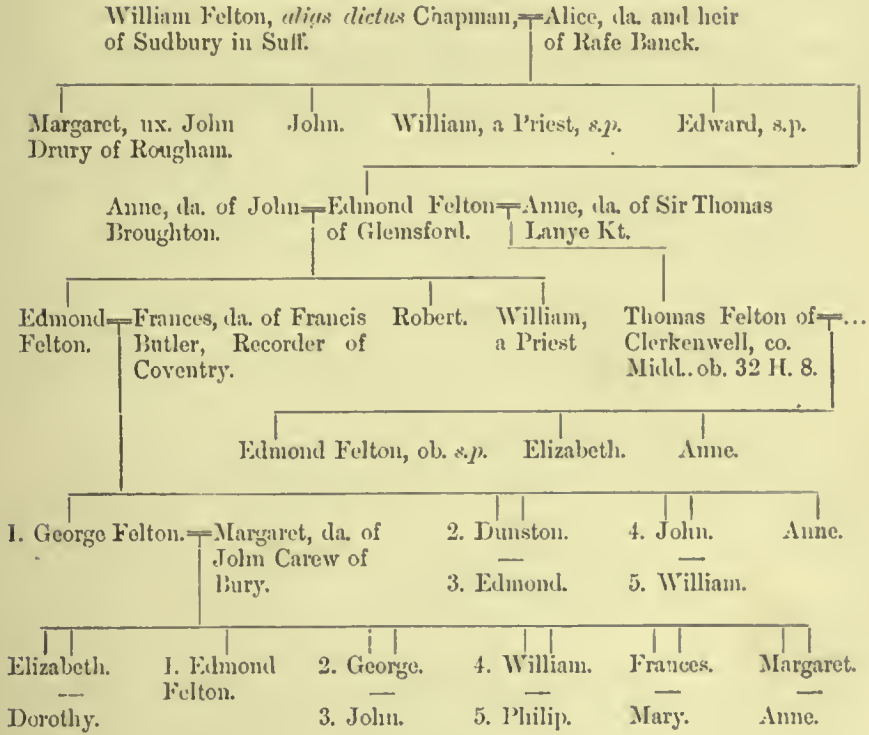 William Felton, alias dictus Chapman,
of Sudbury in Suff.
Alice, da. and heir
of Rafe Banck.
Margaret, ux. John
Drury of Rougham.
John.
William, a Priest, s.p.
Edward, s.p.
Anne, da. of John
Broughton.
Edmond Felton
of Glemsford.
Anne, da. of Sir Thomas
Lanye Kt.
Edmond
Felton.
Frances, da. of Francis
Butler, Recorder of
Coventry.
Robert.
William,
a Priest
Thomas Felton of
Clerkenwell, co.
Midd. ob. 32 H. 8.
...
Edmond Felton, ob. s.p.
Elizabeth.
Anne.
1. George Felton.
Margaret, da. of
John Carew of
Bury.
2. Dunston.
—
3. Edmond.
4. John.
—
5. William.
Anne.
Elizabeth.
—
Dorothy.
1. Edmond
Felton.
2. George.
—
3. John.
4. William.
—
5. Philip.
Frances.
—
Mary.
Margaret.
—
Anne.